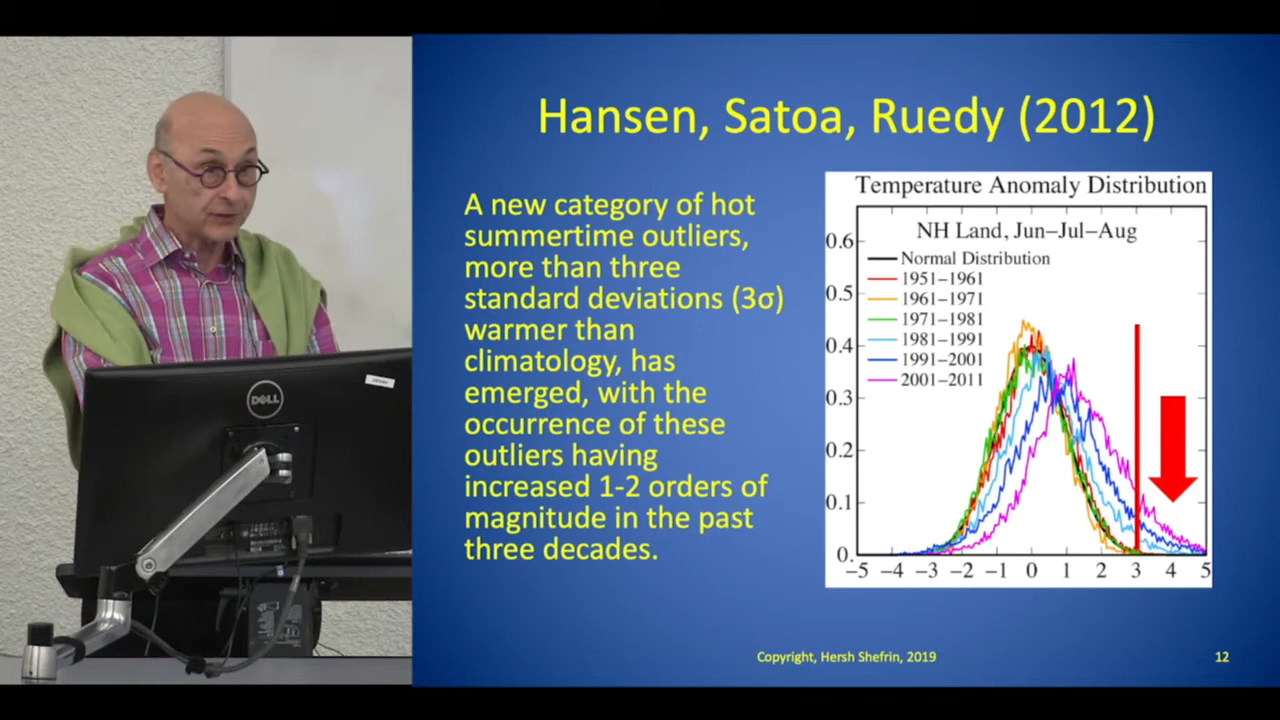 Hansen, Satoa, Ruedy (2012)
A new category of hot
summertime outliers,
more than three
standard deviations (3σ)
warmer than
climatology, has
emerged, with the
occurrence of these
outliers having
increased 1-2 orders of
magnitude in the past
three decades.
Temperature Anomaly Distribution
NH Land, Jun–Jul–Aug
Normal Distribution
1951–1961
1961–1971
1971–1981
1981–1991
1991–2001
2001–2011
0.6
0.5
0.4
0.3
0.2
0.1
0.
−5 −4 −3 −2 −1 0 1 2 3 4 5
DELL
Copyright, Hersh Shefrin, 2019
12